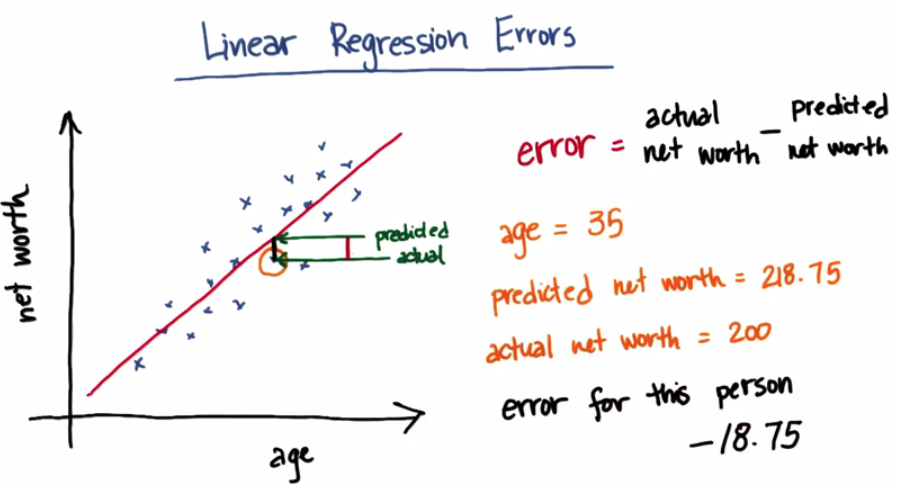 Linear Regression Errors
net worth
age
predicted
actual
error = actual net worth - predicted net worth
age = 35
predicted net worth = 218.75
actual net worth = 200
error for this person
-18.75